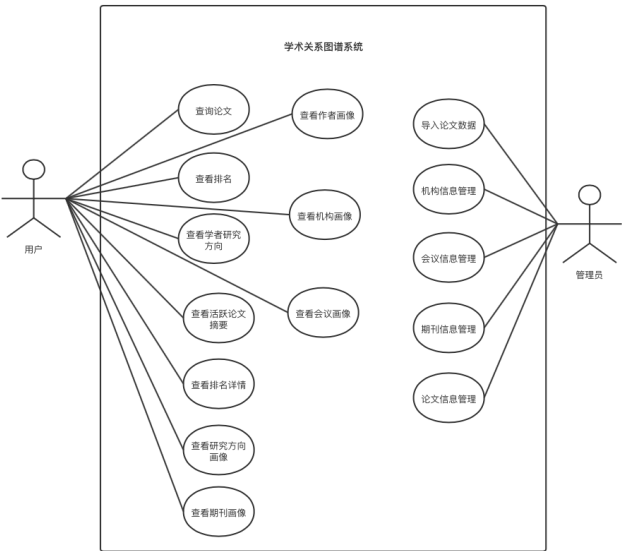 学术关系图谱系统
查询论文
查看作者画像
导入论文数据
查看排名
机构信息管理
查看机构画像
查看学者研究
方向
用户
会议信息管理
管理员
查看活跃论文
摘要
查看会议画像
期刊信息管理
查看排名详情
论文信息管理
查看研究方向
画像
查看期刊画像